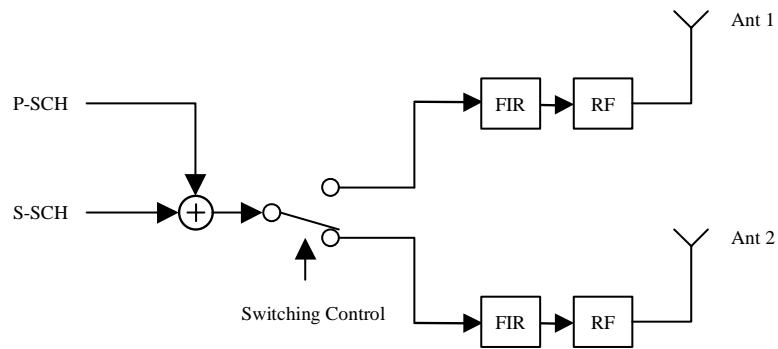 Ant 1
FIR
RF
P-SCH
S-SCH
Ant 2
Switching Control
FIR
RF